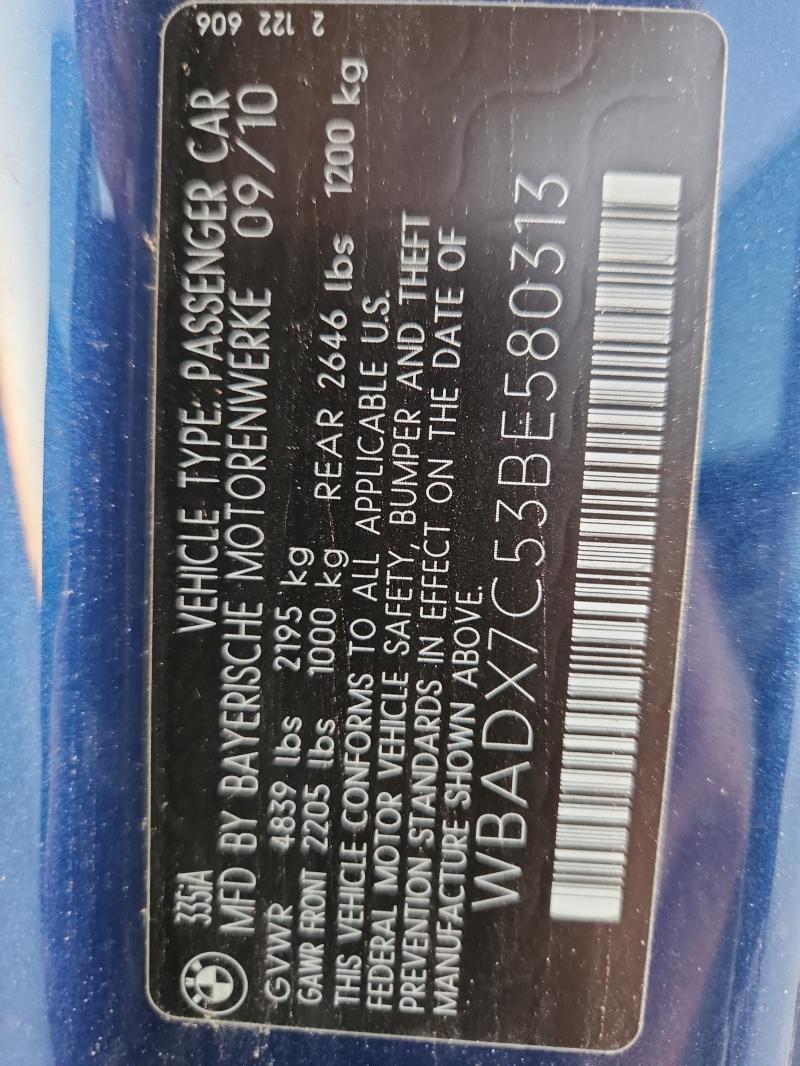 2 122 606
335iA VEHICLE TYPE: PASSENGER CAR
MFD BY BAYERISCHE MOTORENWERKE 09/10
GVWR 4839 lbs 2195 kg
GAWR FRONT 2205 lbs 1000 kg REAR 2646 lbs 1200 kg
THIS VEHICLE CONFORMS TO ALL APPLICABLE U.S.
FEDERAL MOTOR VEHICLE SAFETY, BUMPER AND THEFT
PREVENTION STANDARDS IN EFFECT ON THE DATE OF
MANUFACTURE SHOWN ABOVE.
WBADX7C53BE580313